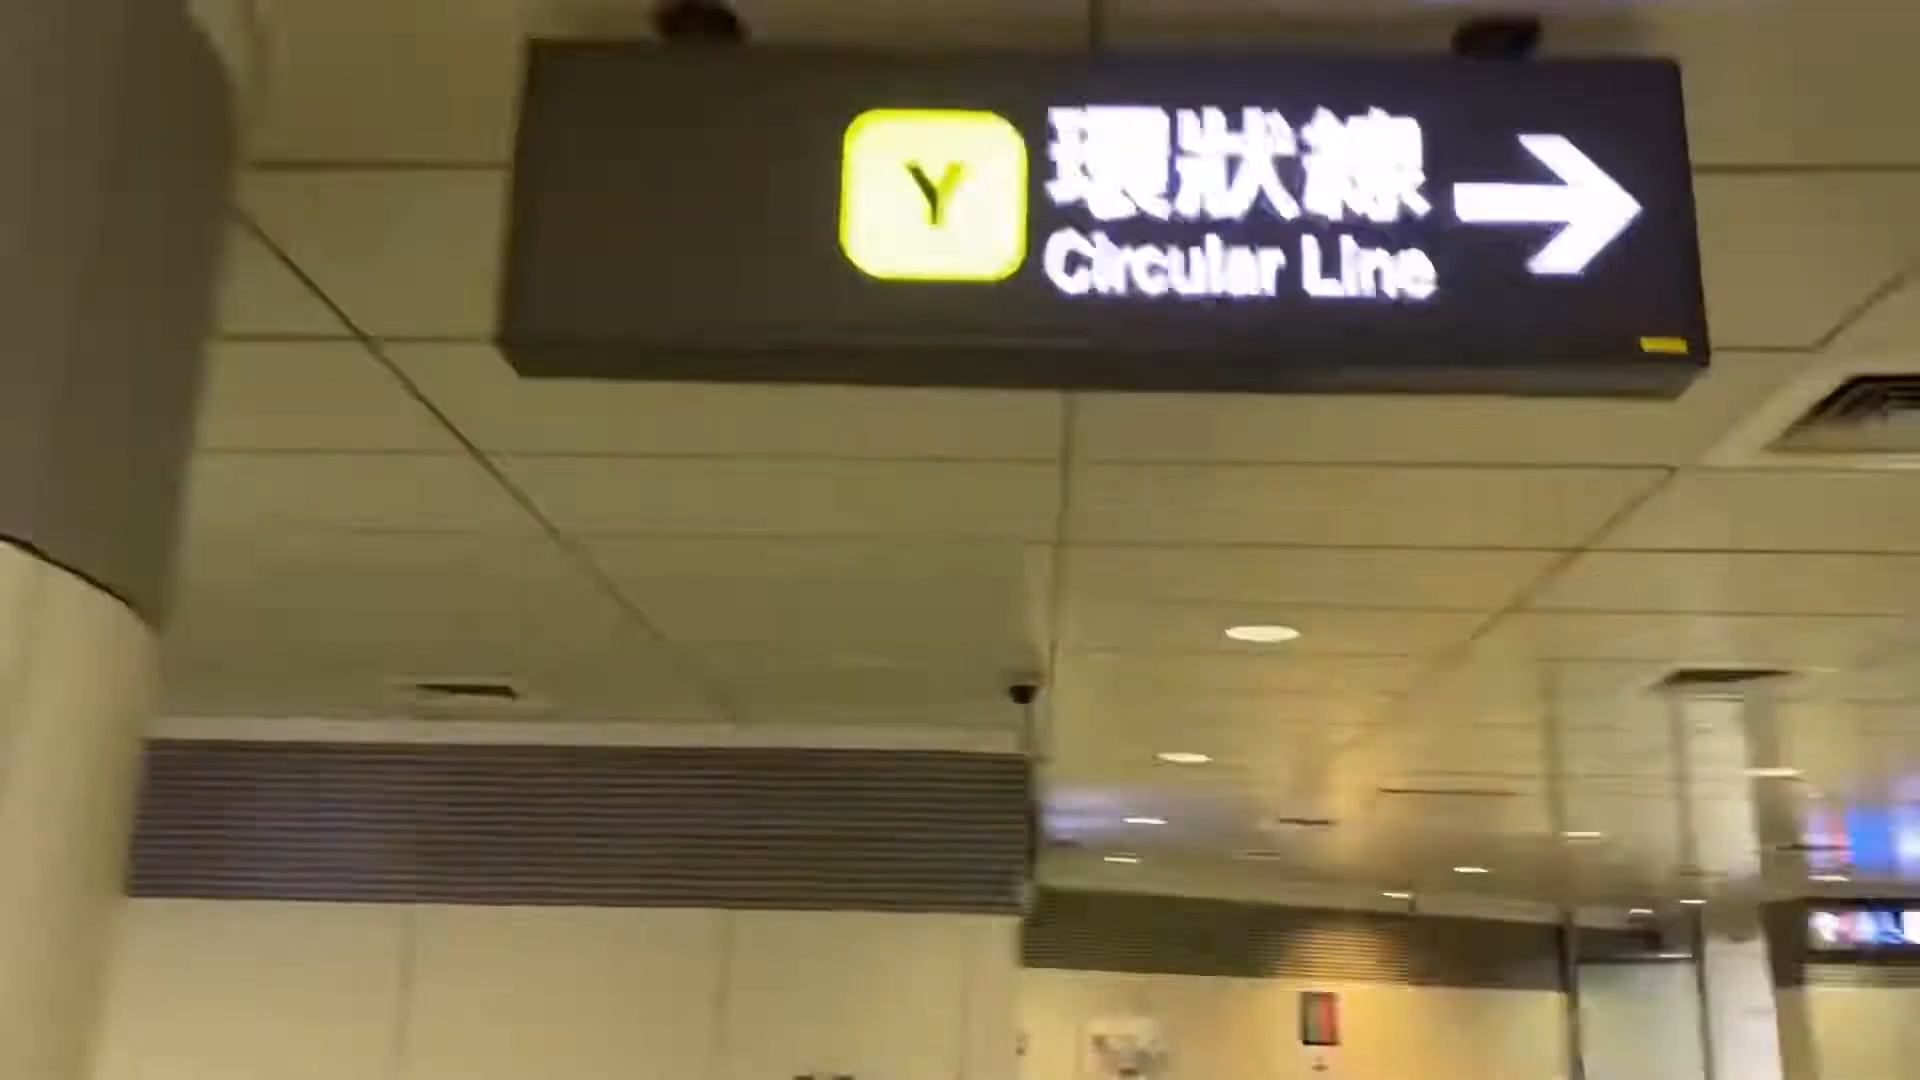 Y
環狀線
Circular Line